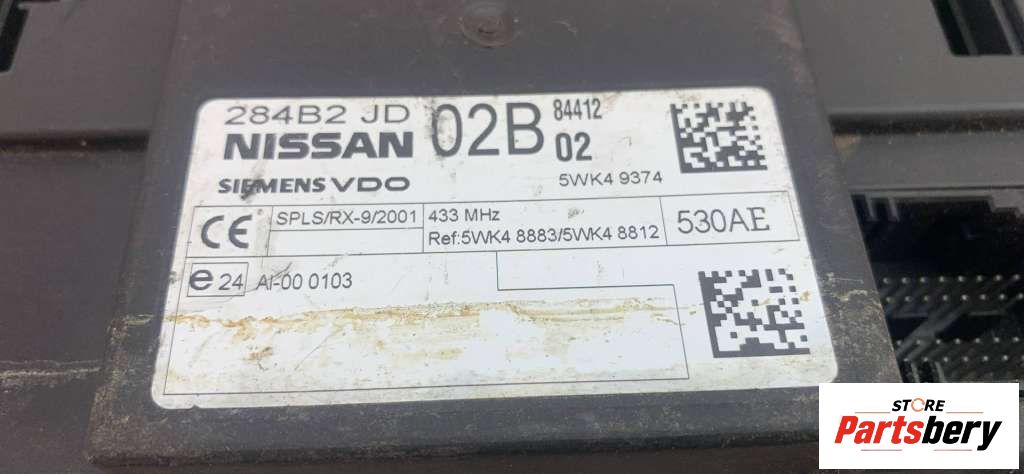 284B2 JD 02B 84412
NISSAN 02
5WK4 9374
SIEMENS VDO
CE SPLS/RX-9/2001 433 MHz 530AE
Ref:5WK4 8883/5WK4 8812
e24 AI-00 0103
STORE
Partsbery